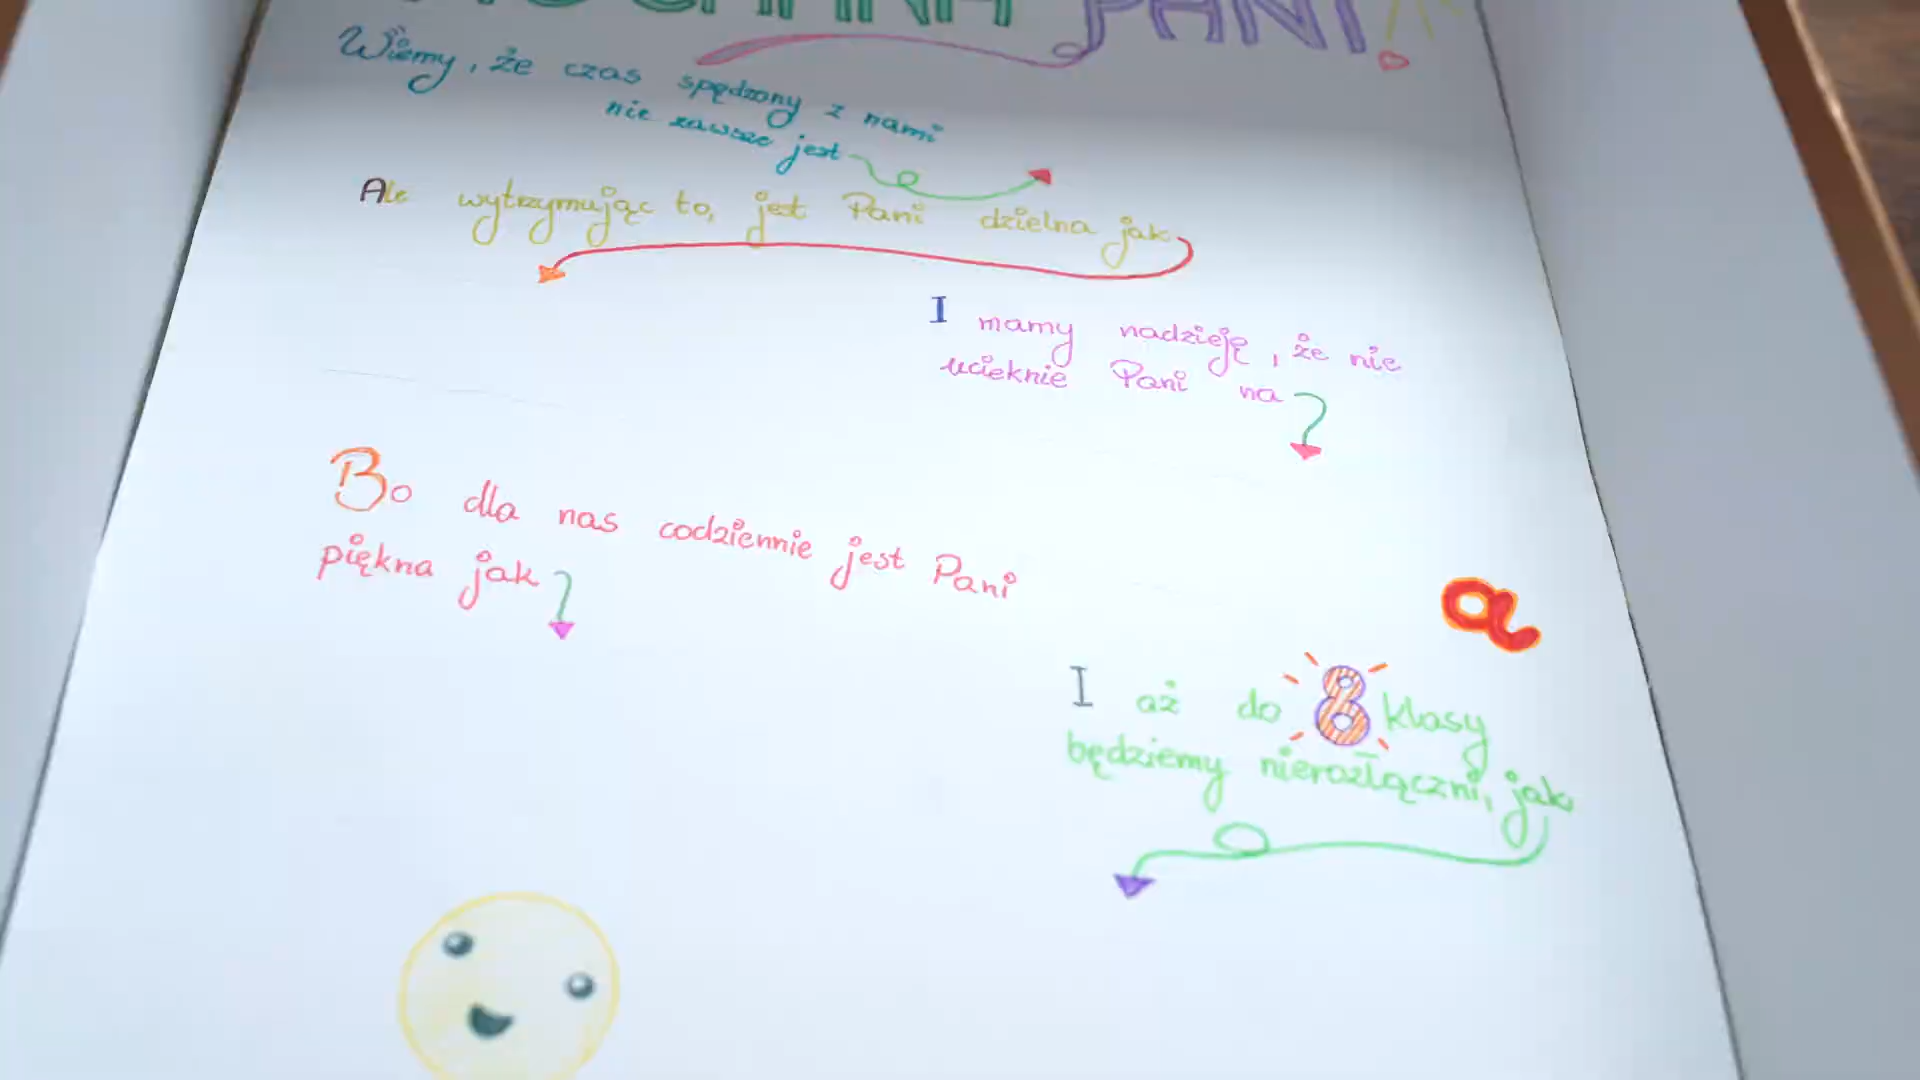 PANI!
Wiemy, że czas spędzony z nami
nie zawsze jest
Ale wytrzymując to, jest Pani dzielna jak
I mamy nadzieję, że nie
ucieknie Pani na
Bo dla nas codziennie jest Pani
piękna jak
a
I aż do 8 klasy
będziemy nierozłączni, jak